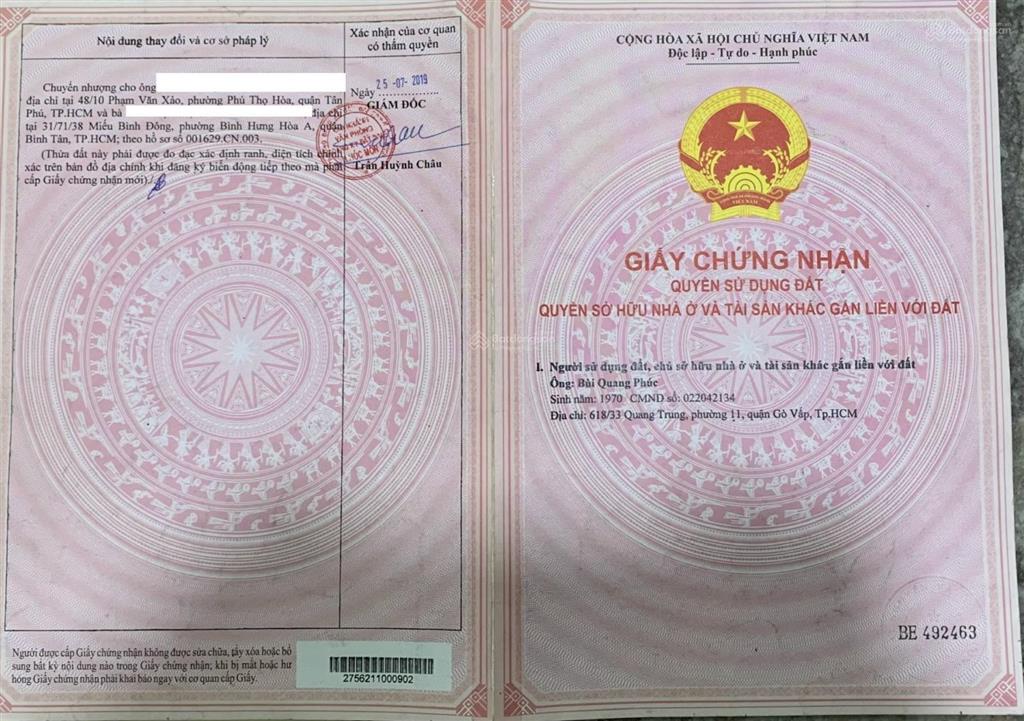 Nội dung thay đổi và cơ sở pháp lý
Xác nhận của cơ quan
có thẩm quyền
Chuyển nhượng cho ông
địa chỉ tại 48/10 Phạm Văn Xảo, phường Phú Thọ Hòa, quận Tân
Phú, TP.HCM và bà địa chỉ
tại 31/71/38 Miếu Bình Đông, phường Bình Hưng Hòa A, quận
Bình Tân, TP.HCM; theo hồ sơ số 001629.CN.003.
(Thửa đất này phải được đo đạc xác định ranh, diện tích chính
xác trên bản đồ địa chính khi đăng ký biến động tiếp theo mà phải
cấp Giấy chứng nhận mới)./.
Ngày 25-07-2019
GIÁM ĐỐC
Trần Huỳnh Châu
Người được cấp Giấy chứng nhận không được sửa chữa, tẩy xóa hoặc bổ
sung bất kỳ nội dung nào trong Giấy chứng nhận; khi bị mất hoặc hư
hỏng Giấy chứng nhận phải khai báo ngay với cơ quan cấp Giấy.
2756211000902
CỘNG HÒA XÃ HỘI CHỦ NGHĨA VIỆT NAM
Độc lập - Tự do - Hạnh phúc
GIẤY CHỨNG NHẬN
QUYỀN SỬ DỤNG ĐẤT
QUYỀN SỞ HỮU NHÀ Ở VÀ TÀI SẢN KHÁC GẮN LIỀN VỚI ĐẤT
I. Người sử dụng đất, chủ sở hữu nhà ở và tài sản khác gắn liền với đất
Ông: Bùi Quang Phúc
Sinh năm: 1970 CMND số: 022042134
Địa chỉ: 618/33 Quang Trung, phường 11, quận Gò Vấp, Tp.HCM
BE 492463
Batdongsan